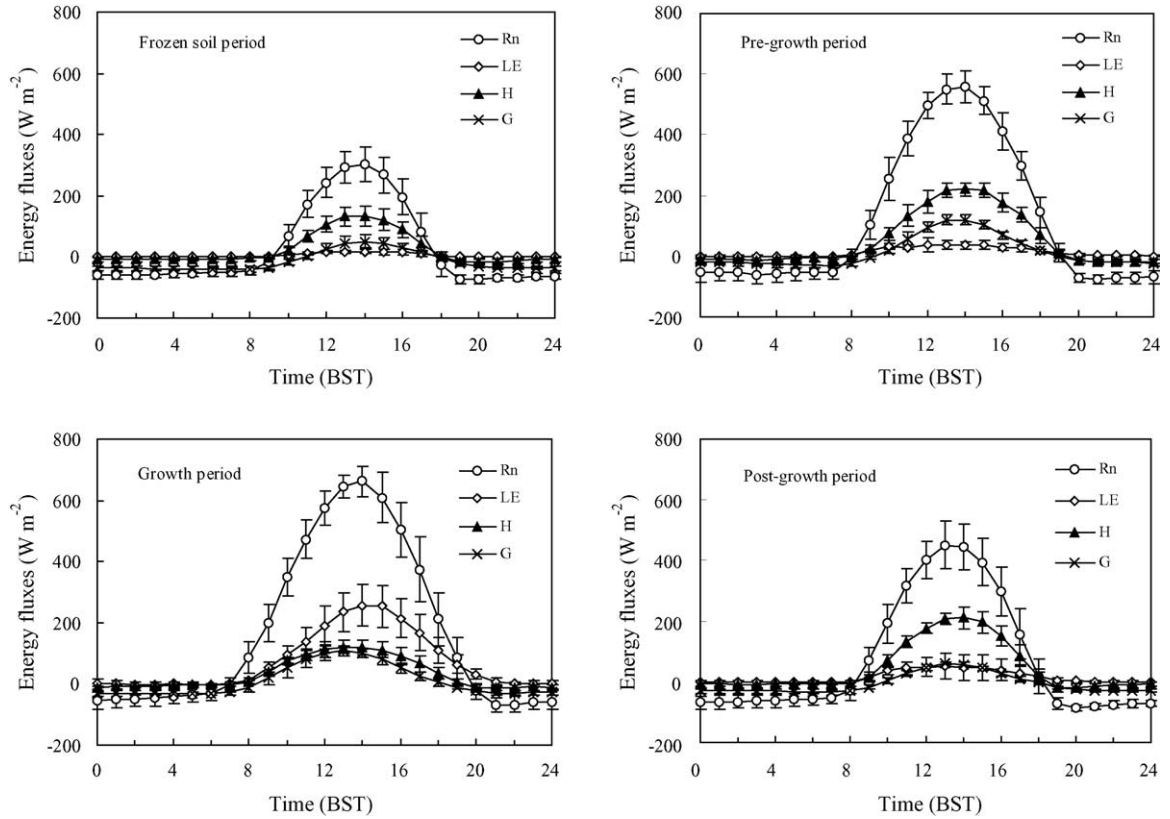 800
600
400
200
0
-200
Energy fluxes (W m-2)
Frozen soil period
Rn
LE
H
G
0 4 8 12 16 20 24
Time (BST)
800
600
400
200
0
-200
Energy fluxes (W m-2)
Pre-growth period
Rn
LE
H
G
0 4 8 12 16 20 24
Time (BST)
800
600
400
200
0
-200
Energy fluxes (W m-2)
Growth period
Rn
LE
H
G
0 4 8 12 16 20 24
Time (BST)
800
600
400
200
0
-200
Energy fluxes (W m-2)
Post-growth period
Rn
LE
H
G
0 4 8 12 16 20 24
Time (BST)